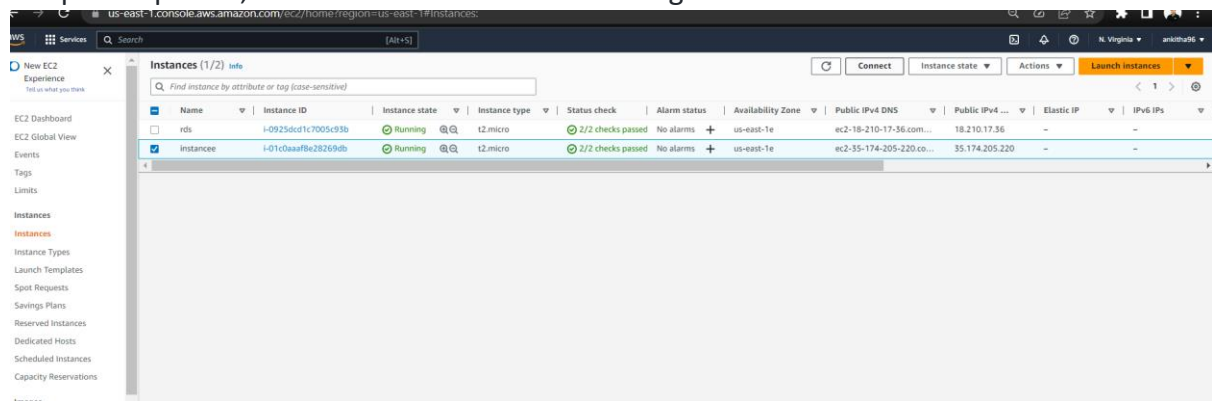 us-east-1.console.aws.amazon.com/ec2/home?region=us-east-1#Instances:
aws Services Search [Alt+S] N. Virginia ankitha96
New EC2 Experience
Tell us what you think
EC2 Dashboard
EC2 Global View
Events
Tags
Limits
Instances
Instances
Instance Types
Launch Templates
Spot Requests
Savings Plans
Reserved Instances
Dedicated Hosts
Scheduled Instances
Capacity Reservations
Instances (1/2) Info Connect Instance state Actions Launch instances
Find instance by attribute or tag (case-sensitive) 1
Name Instance ID Instance state Instance type Status check Alarm status Availability Zone Public IPv4 DNS Public IPv4 ... Elastic IP IPv6 IPs
rds i-0925dcd1c7005c93b Running t2.micro 2/2 checks passed No alarms + us-east-1e ec2-18-210-17-36.com... 18.210.17.36 – –
instancee i-01c0aaaf8e28269db Running t2.micro 2/2 checks passed No alarms + us-east-1e ec2-35-174-205-220.co... 35.174.205.220 – –